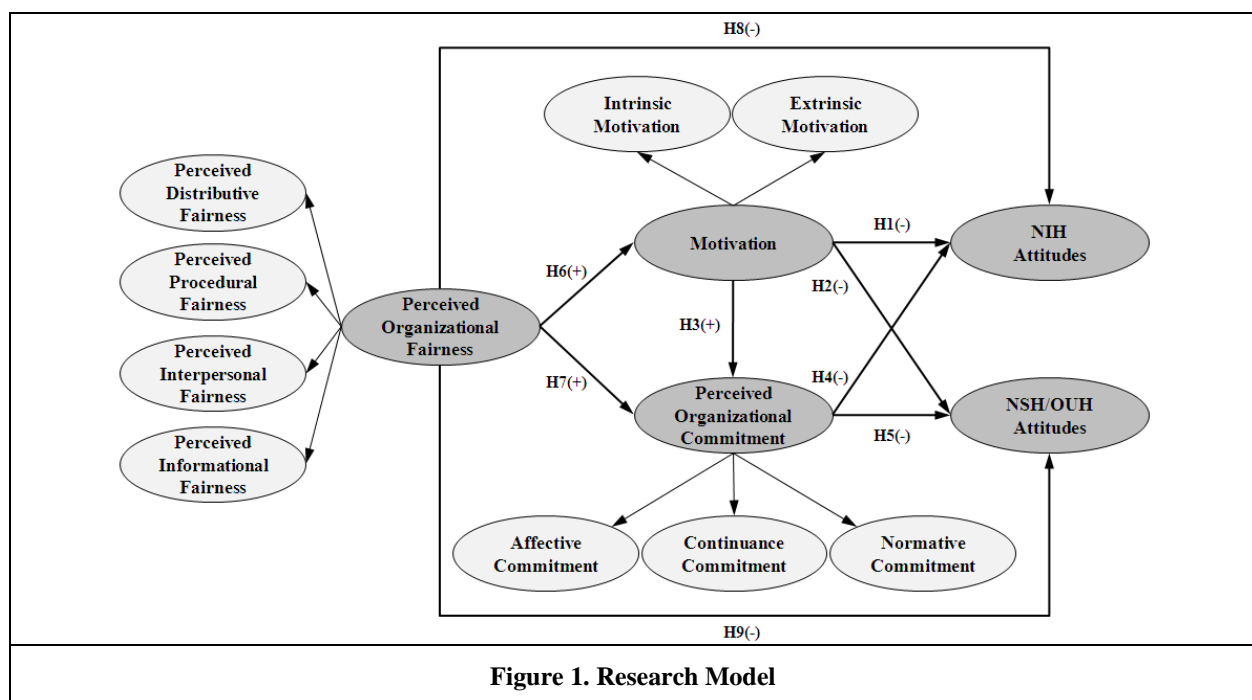 H8(-)
Intrinsic
Motivation
Extrinsic
Motivation
Perceived
Distributive
Fairness
Perceived
Procedural
Fairness
Perceived
Interpersonal
Fairness
Perceived
Informational
Fairness
Perceived
Organizational
Fairness
H6(+)
H7(+)
Motivation
H3(+)
Perceived
Organizational
Commitment
H1(-)
H2(-)
H4(-)
H5(-)
NIH
Attitudes
NSH/OUH
Attitudes
Affective
Commitment
Continuance
Commitment
Normative
Commitment
H9(-)
Figure 1. Research Model